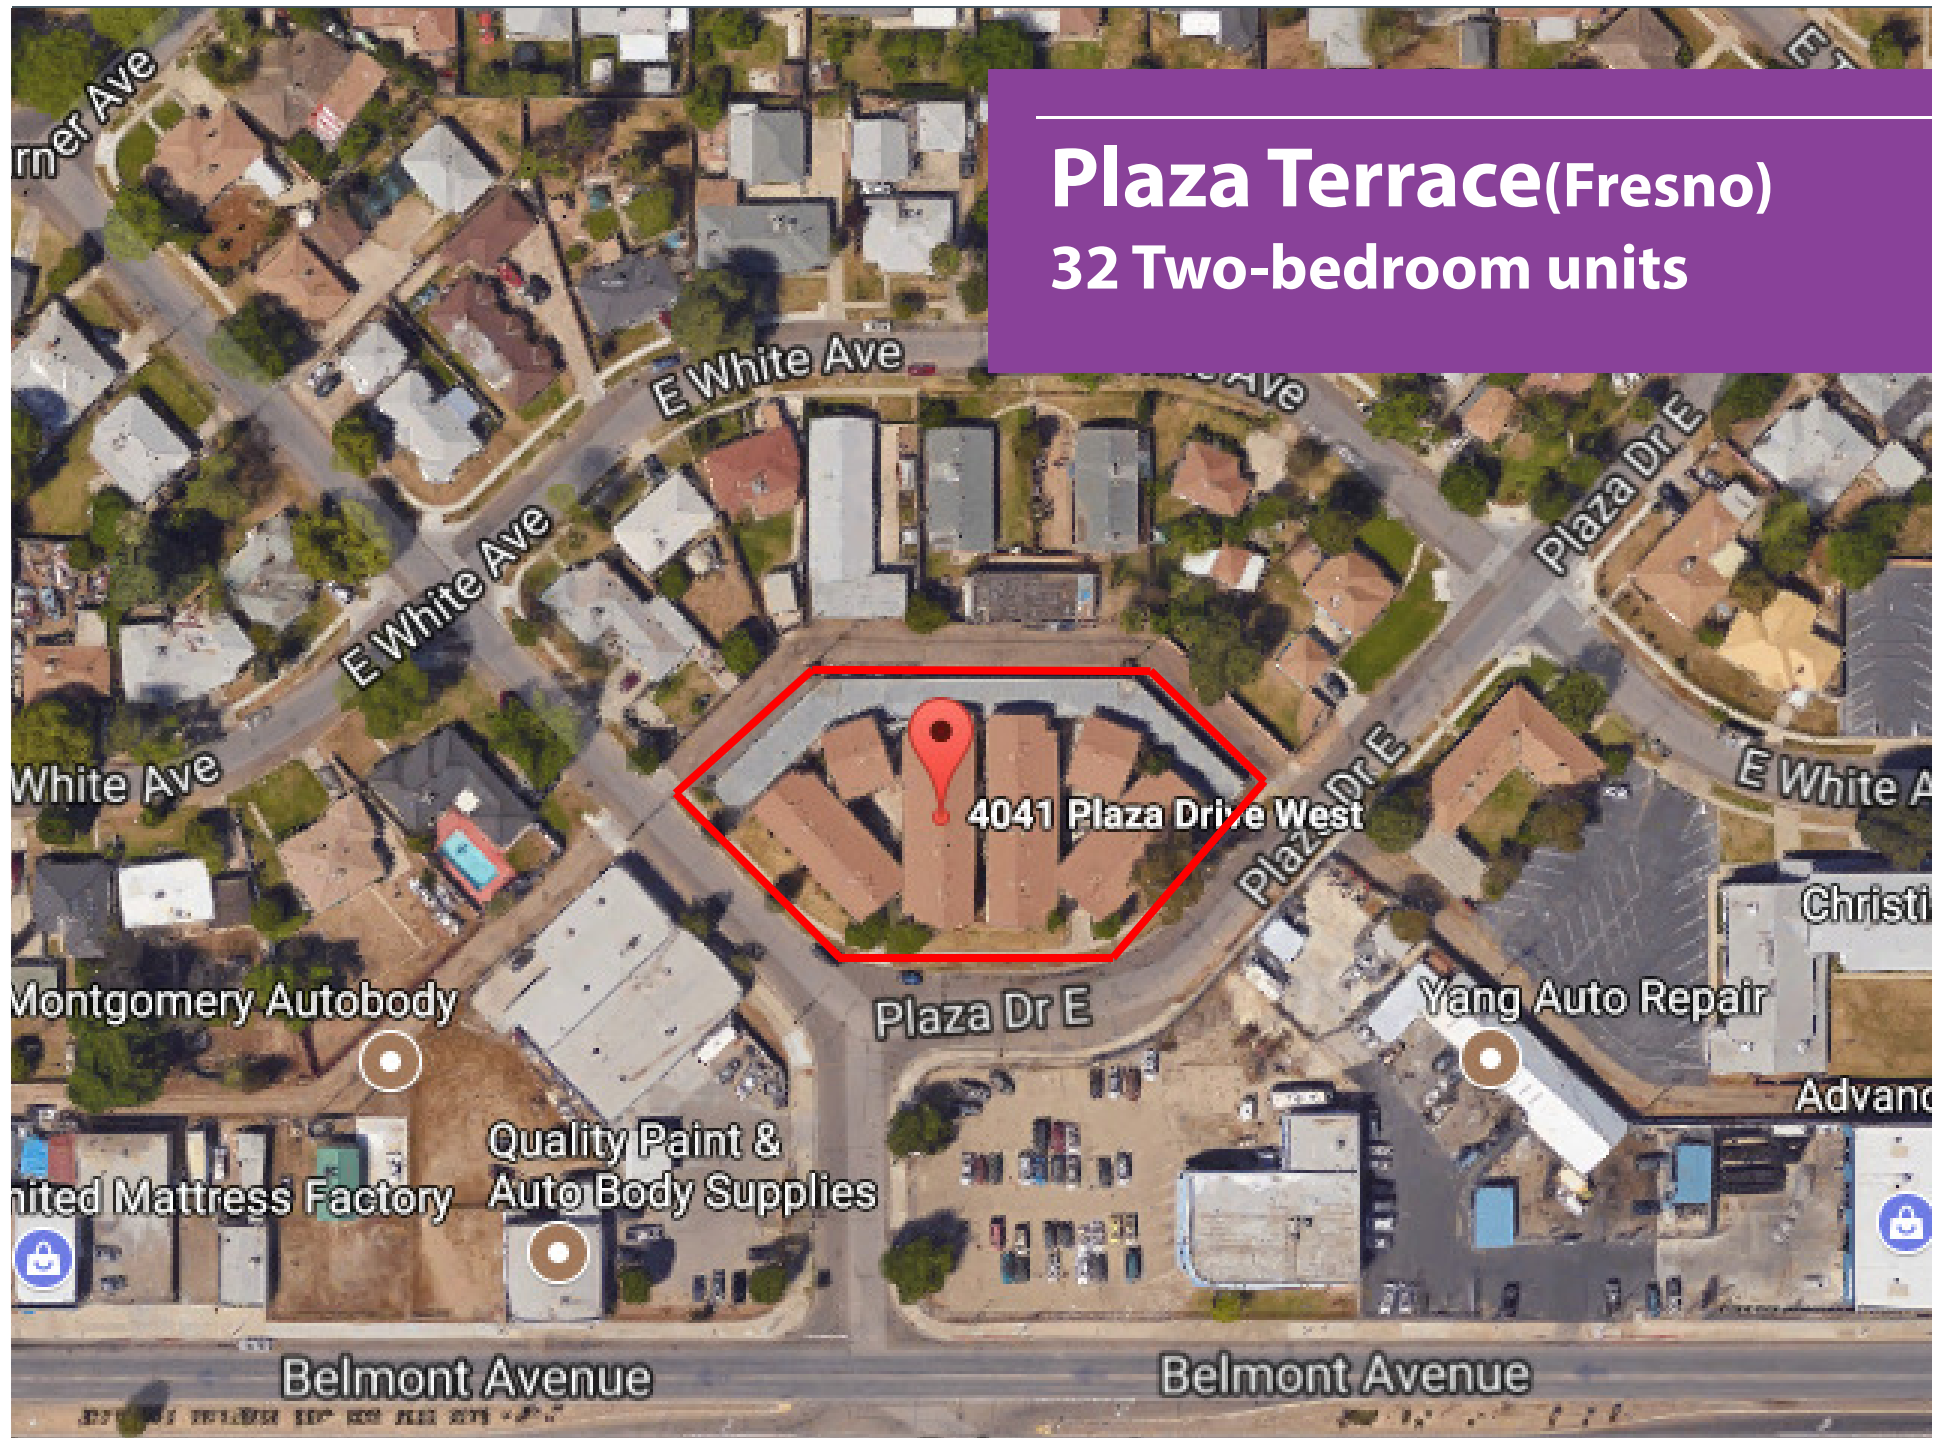 Plaza Terrace(Fresno)
32 Two-bedroom units
E White Ave
Ave
Plaza Dr E
E White Ave
White Ave
4041 Plaza Drive West
Plaza Dr E
E White A
Christi
Montgomery Autobody
Plaza Dr E
Yang Auto Repair
Advanc
Quality Paint &
Auto Body Supplies
nited Mattress Factory
Belmont Avenue
Belmont Avenue